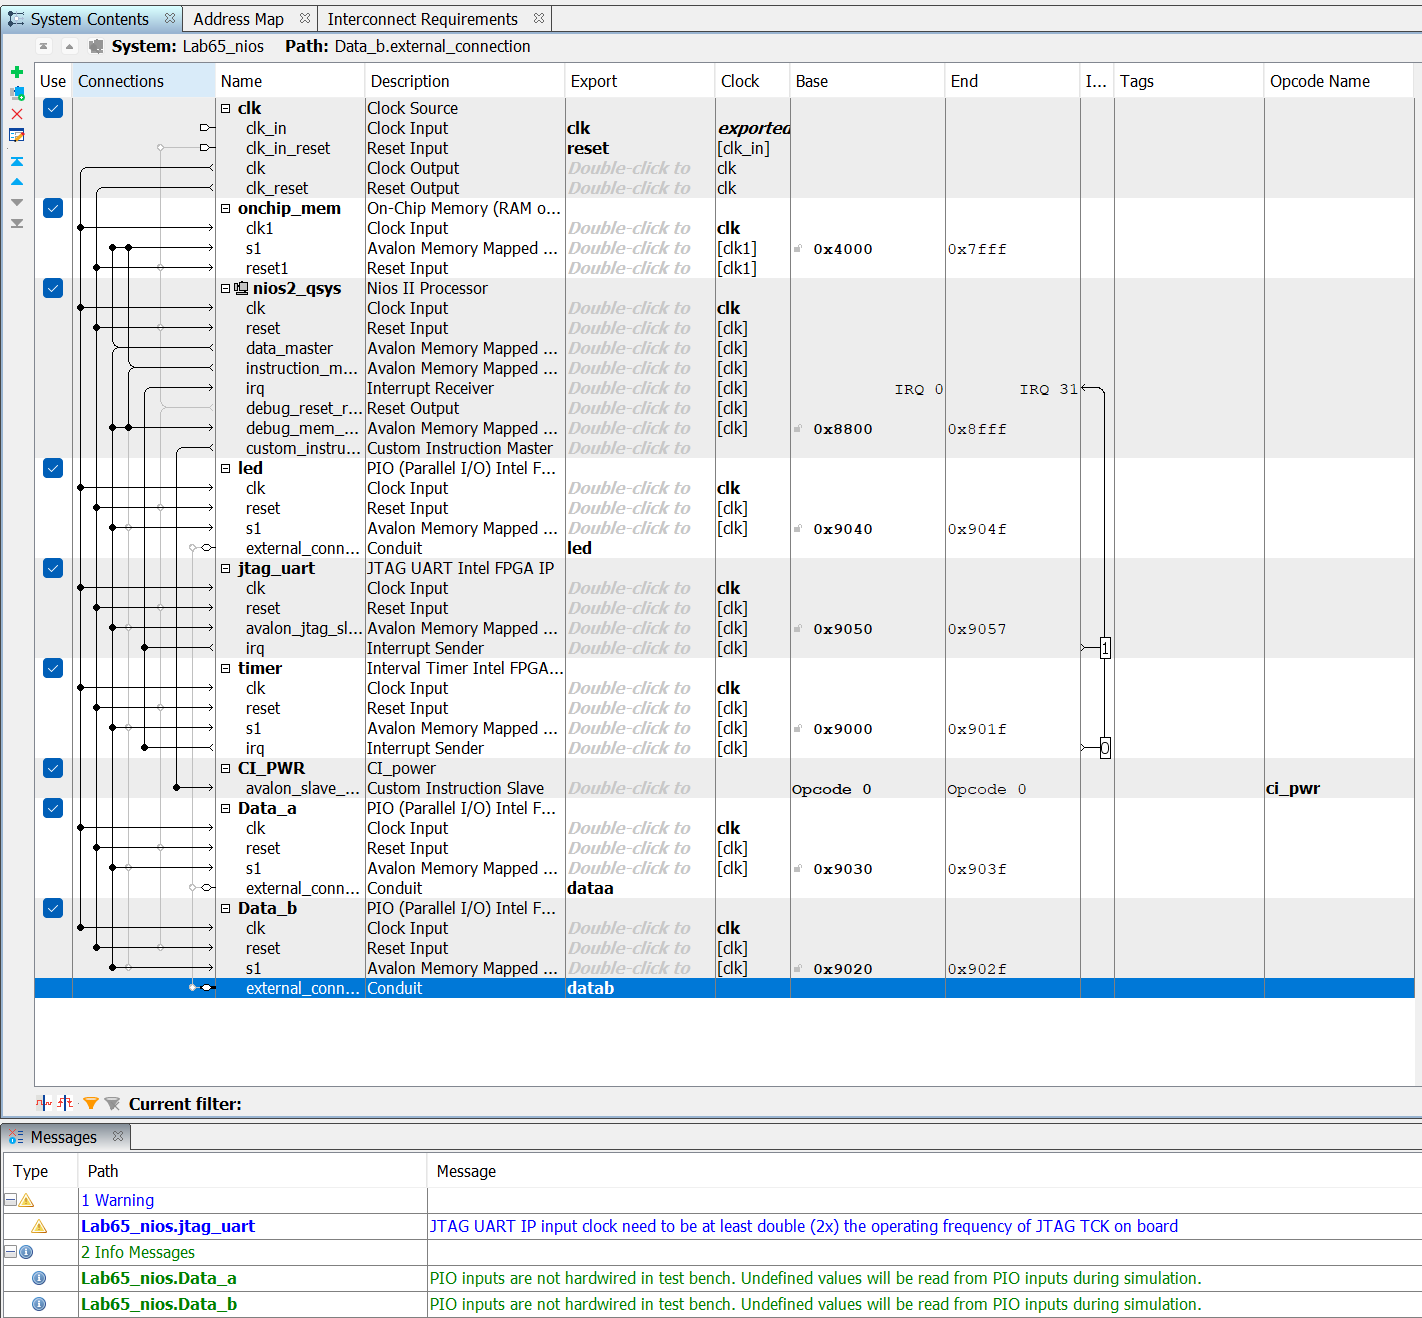 System Contents Address Map Interconnect Requirements
System: Lab65_nios Path: Data_b.external_connection
Use Connections Name Description Export Clock Base End I... Tags Opcode Name
clk Clock Source
clk_in Clock Input clk exported
clk_in_reset Reset Input reset [clk_in]
clk Clock Output Double-click to clk
clk_reset Reset Output Double-click to clk
onchip_mem On-Chip Memory (RAM o...
clk1 Clock Input Double-click to clk
s1 Avalon Memory Mapped ... Double-click to [clk1] 0x4000 0x7fff
reset1 Reset Input Double-click to [clk1]
nios2_qsys Nios II Processor
clk Clock Input Double-click to clk
reset Reset Input Double-click to [clk]
data_master Avalon Memory Mapped ... Double-click to [clk]
instruction_m... Avalon Memory Mapped ... Double-click to [clk]
irq Interrupt Receiver Double-click to [clk] IRQ 0 IRQ 31
debug_reset_r... Reset Output Double-click to [clk]
debug_mem_... Avalon Memory Mapped ... Double-click to [clk] 0x8800 0x8fff
custom_instru... Custom Instruction Master Double-click to
led PIO (Parallel I/O) Intel F...
clk Clock Input Double-click to clk
reset Reset Input Double-click to [clk]
s1 Avalon Memory Mapped ... Double-click to [clk] 0x9040 0x904f
external_conn... Conduit led
jtag_uart JTAG UART Intel FPGA IP
clk Clock Input Double-click to clk
reset Reset Input Double-click to [clk]
avalon_jtag_sl... Avalon Memory Mapped ... Double-click to [clk] 0x9050 0x9057
irq Interrupt Sender Double-click to [clk] 1
timer Interval Timer Intel FPGA...
clk Clock Input Double-click to clk
reset Reset Input Double-click to [clk]
s1 Avalon Memory Mapped ... Double-click to [clk] 0x9000 0x901f
irq Interrupt Sender Double-click to [clk] 0
CI_PWR CI_power
avalon_slave_... Custom Instruction Slave Double-click to Opcode 0 Opcode 0 ci_pwr
Data_a PIO (Parallel I/O) Intel F...
clk Clock Input Double-click to clk
reset Reset Input Double-click to [clk]
s1 Avalon Memory Mapped ... Double-click to [clk] 0x9030 0x903f
external_conn... Conduit dataa
Data_b PIO (Parallel I/O) Intel F...
clk Clock Input Double-click to clk
reset Reset Input Double-click to [clk]
s1 Avalon Memory Mapped ... Double-click to [clk] 0x9020 0x902f
external_conn... Conduit datab
Current filter:
Messages
Type Path Message
1 Warning
Lab65_nios.jtag_uart JTAG UART IP input clock need to be at least double (2x) the operating frequency of JTAG TCK on board
2 Info Messages
Lab65_nios.Data_a PIO inputs are not hardwired in test bench. Undefined values will be read from PIO inputs during simulation.
Lab65_nios.Data_b PIO inputs are not hardwired in test bench. Undefined values will be read from PIO inputs during simulation.